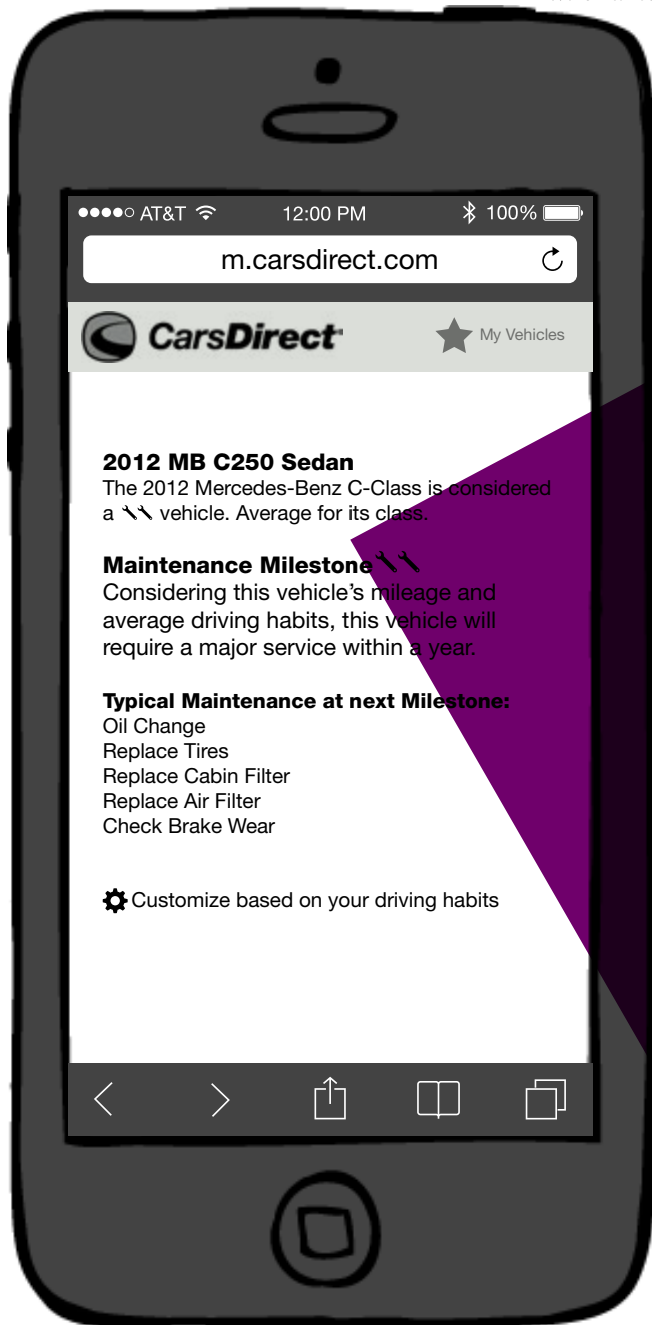 AT&T 12:00 PM 100%
m.carsdirect.com
CarsDirect My Vehicles
2012 MB C250 Sedan
The 2012 Mercedes-Benz C-Class is considered
a vehicle. Average for its class.
Maintenance Milestone
Considering this vehicle's mileage and
average driving habits, this vehicle will
require a major service within a year.
Typical Maintenance at next Milestone:
Oil Change
Replace Tires
Replace Cabin Filter
Replace Air Filter
Check Brake Wear
Customize based on your driving habits